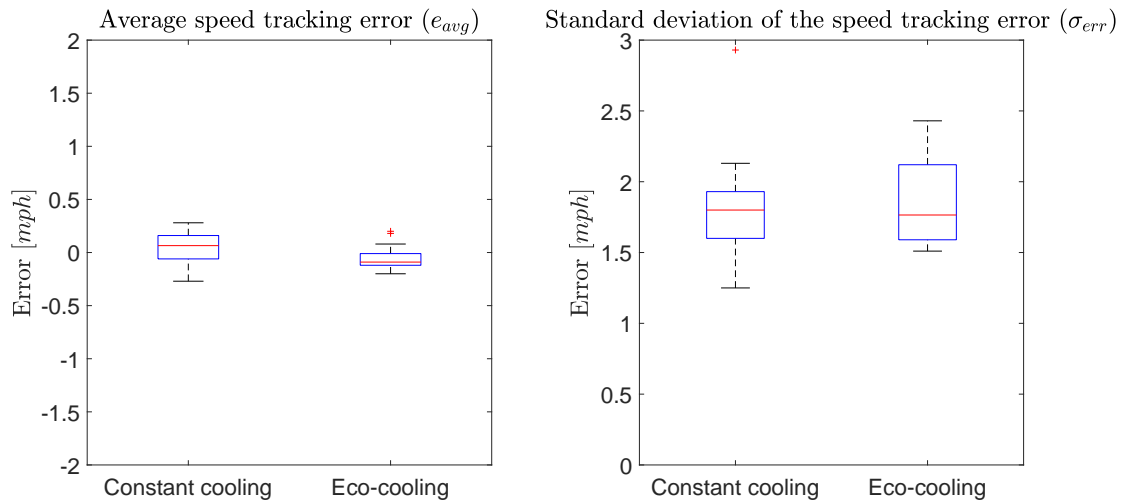 Average speed tracking error (e_avg)
Error [mph]
2
1.5
1
0.5
0
-0.5
-1
-1.5
-2
Constant cooling Eco-cooling
Standard deviation of the speed tracking error (σ_err)
Error [mph]
3
2.5
2
1.5
1
0.5
0
Constant cooling Eco-cooling